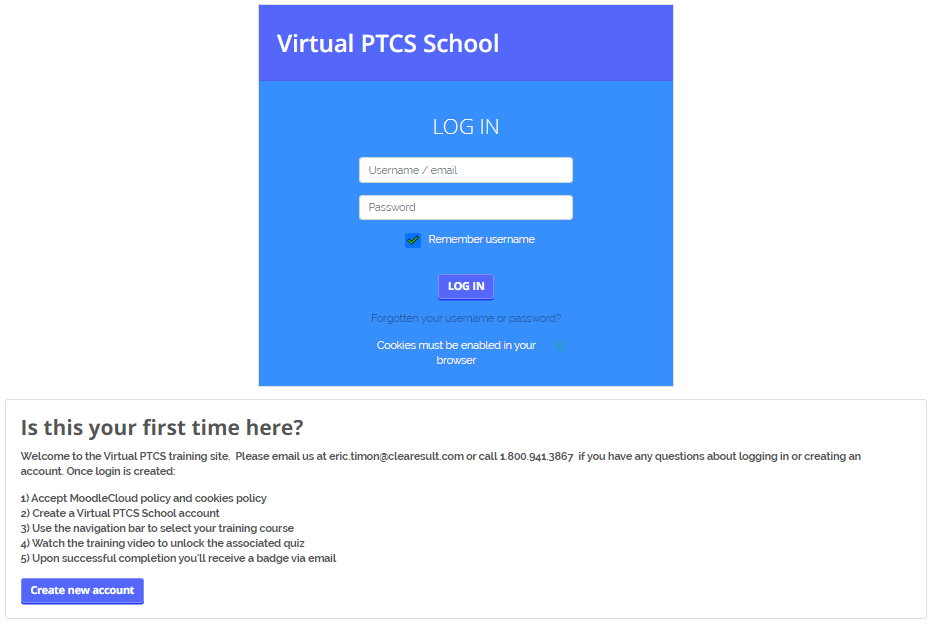 Virtual PTCS School
LOG IN
Username / email
Password
Remember username
LOG IN
Forgotten your username or password?
Cookies must be enabled in your
browser
Is this your first time here?
Welcome to the Virtual PTCS training site.  Please email us at eric.timon@clearesult.com or call 1.800.941.3867  if you have any questions about logging in or creating an
account. Once login is created:
1) Accept MoodleCloud policy and cookies policy
2) Create a Virtual PTCS School account
3) Use the navigation bar to select your training course
4) Watch the training video to unlock the associated quiz
5) Upon successful completion you'll receive a badge via email
Create new account